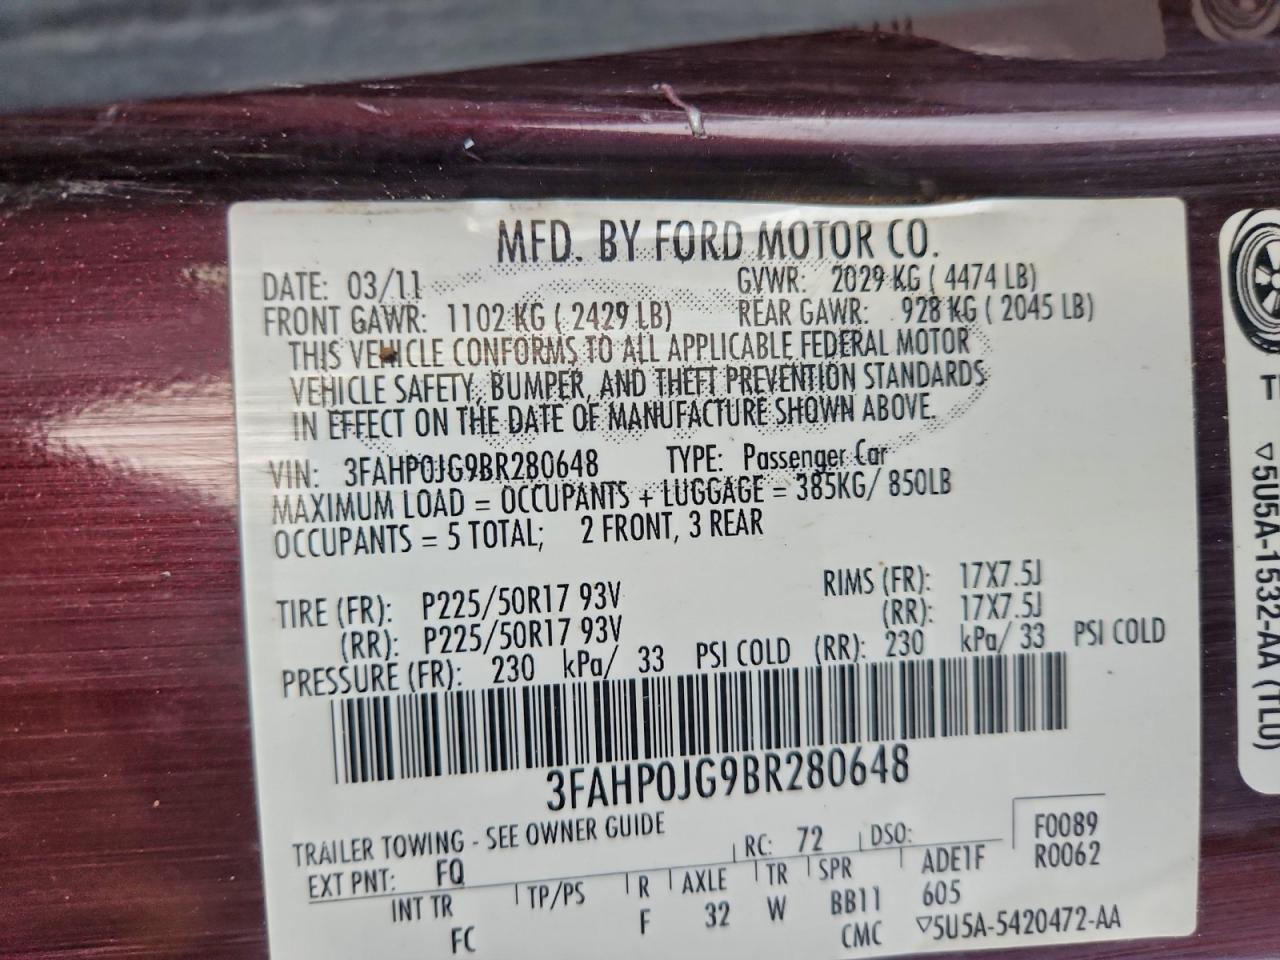 MFD. BY FORD MOTOR CO.
DATE: 03/11 GVWR: 2029 KG ( 4474 LB)
FRONT GAWR: 1102 KG ( 2429 LB) REAR GAWR: 928 KG ( 2045 LB)
THIS VEHICLE CONFORMS TO ALL APPLICABLE FEDERAL MOTOR
VEHICLE SAFETY, BUMPER, AND THEFT PREVENTION STANDARDS
IN EFFECT ON THE DATE OF MANUFACTURE SHOWN ABOVE.
VIN: 3FAHP0JG9BR280648 TYPE: Passenger Car
MAXIMUM LOAD = OCCUPANTS + LUGGAGE = 385KG/ 850LB
OCCUPANTS = 5 TOTAL; 2 FRONT, 3 REAR
TIRE (FR): P225/50R17 93V RIMS (FR): 17X7.5J
(RR): P225/50R17 93V (RR): 17X7.5J
PRESSURE (FR): 230 kPa/ 33 PSI COLD (RR): 230 kPa/ 33 PSI COLD
3FAHP0JG9BR280648
TRAILER TOWING - SEE OWNER GUIDE RC: 72 DSO: F0089
EXT PNT: FQ ADE1F R0062
INT TR TP/PS R AXLE TR SPR 605
FC F 32 W BB11
CMC ▽5U5A-5420472-AA
▽5U5A-1532-AA (TLU)